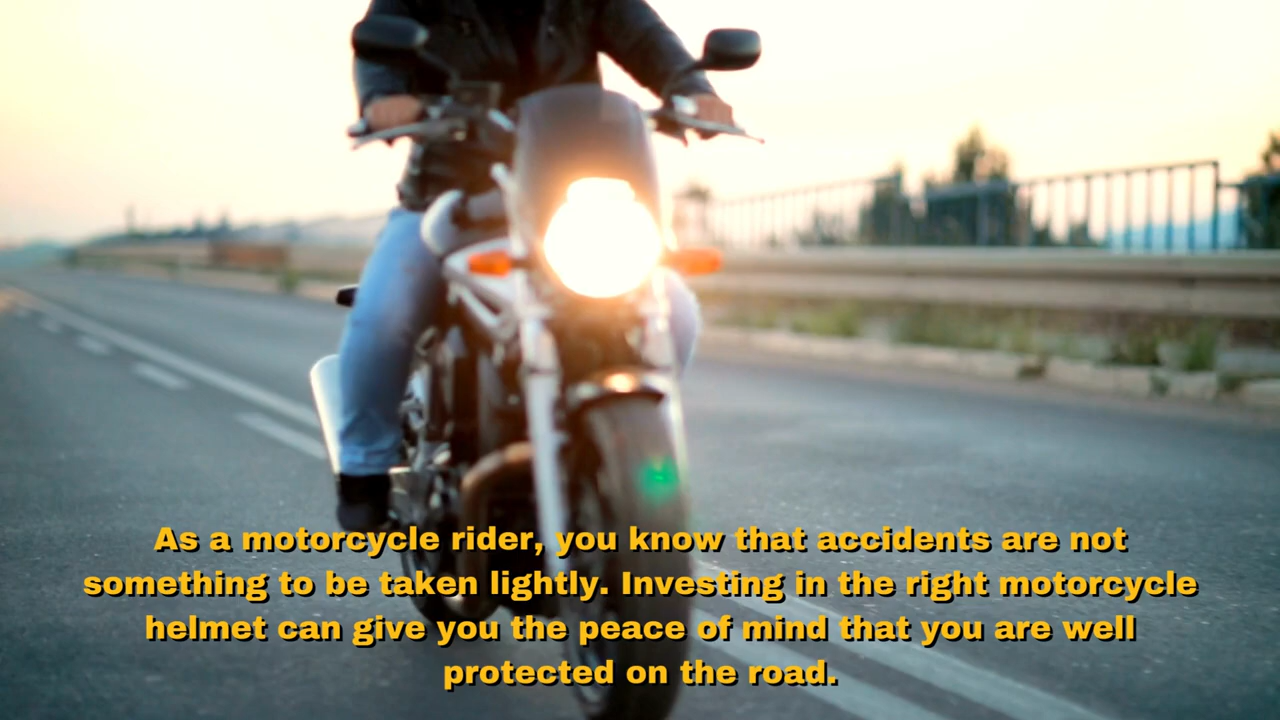 As a motorcycle rider, you know that accidents are not
something to be taken lightly. Investing in the right motorcycle
helmet can give you the peace of mind that you are well
protected on the road.